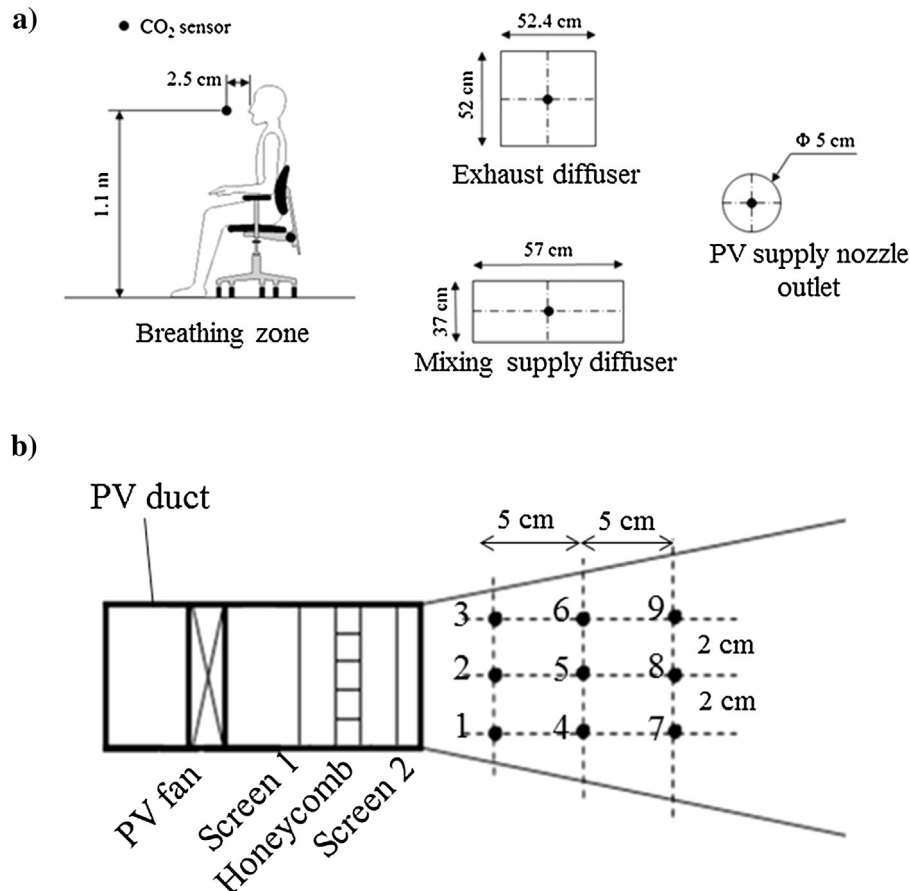 a)
CO₂ sensor
2.5 cm
1.1 m
Breathing zone
52.4 cm
52 cm
Exhaust diffuser
57 cm
37 cm
Mixing supply diffuser
Φ 5 cm
PV supply nozzle
outlet
b)
PV duct
5 cm 5 cm
3 6 9
2 cm
2 5 8
2 cm
1 4 7
PV fan
Screen 1
Honeycomb
Screen 2